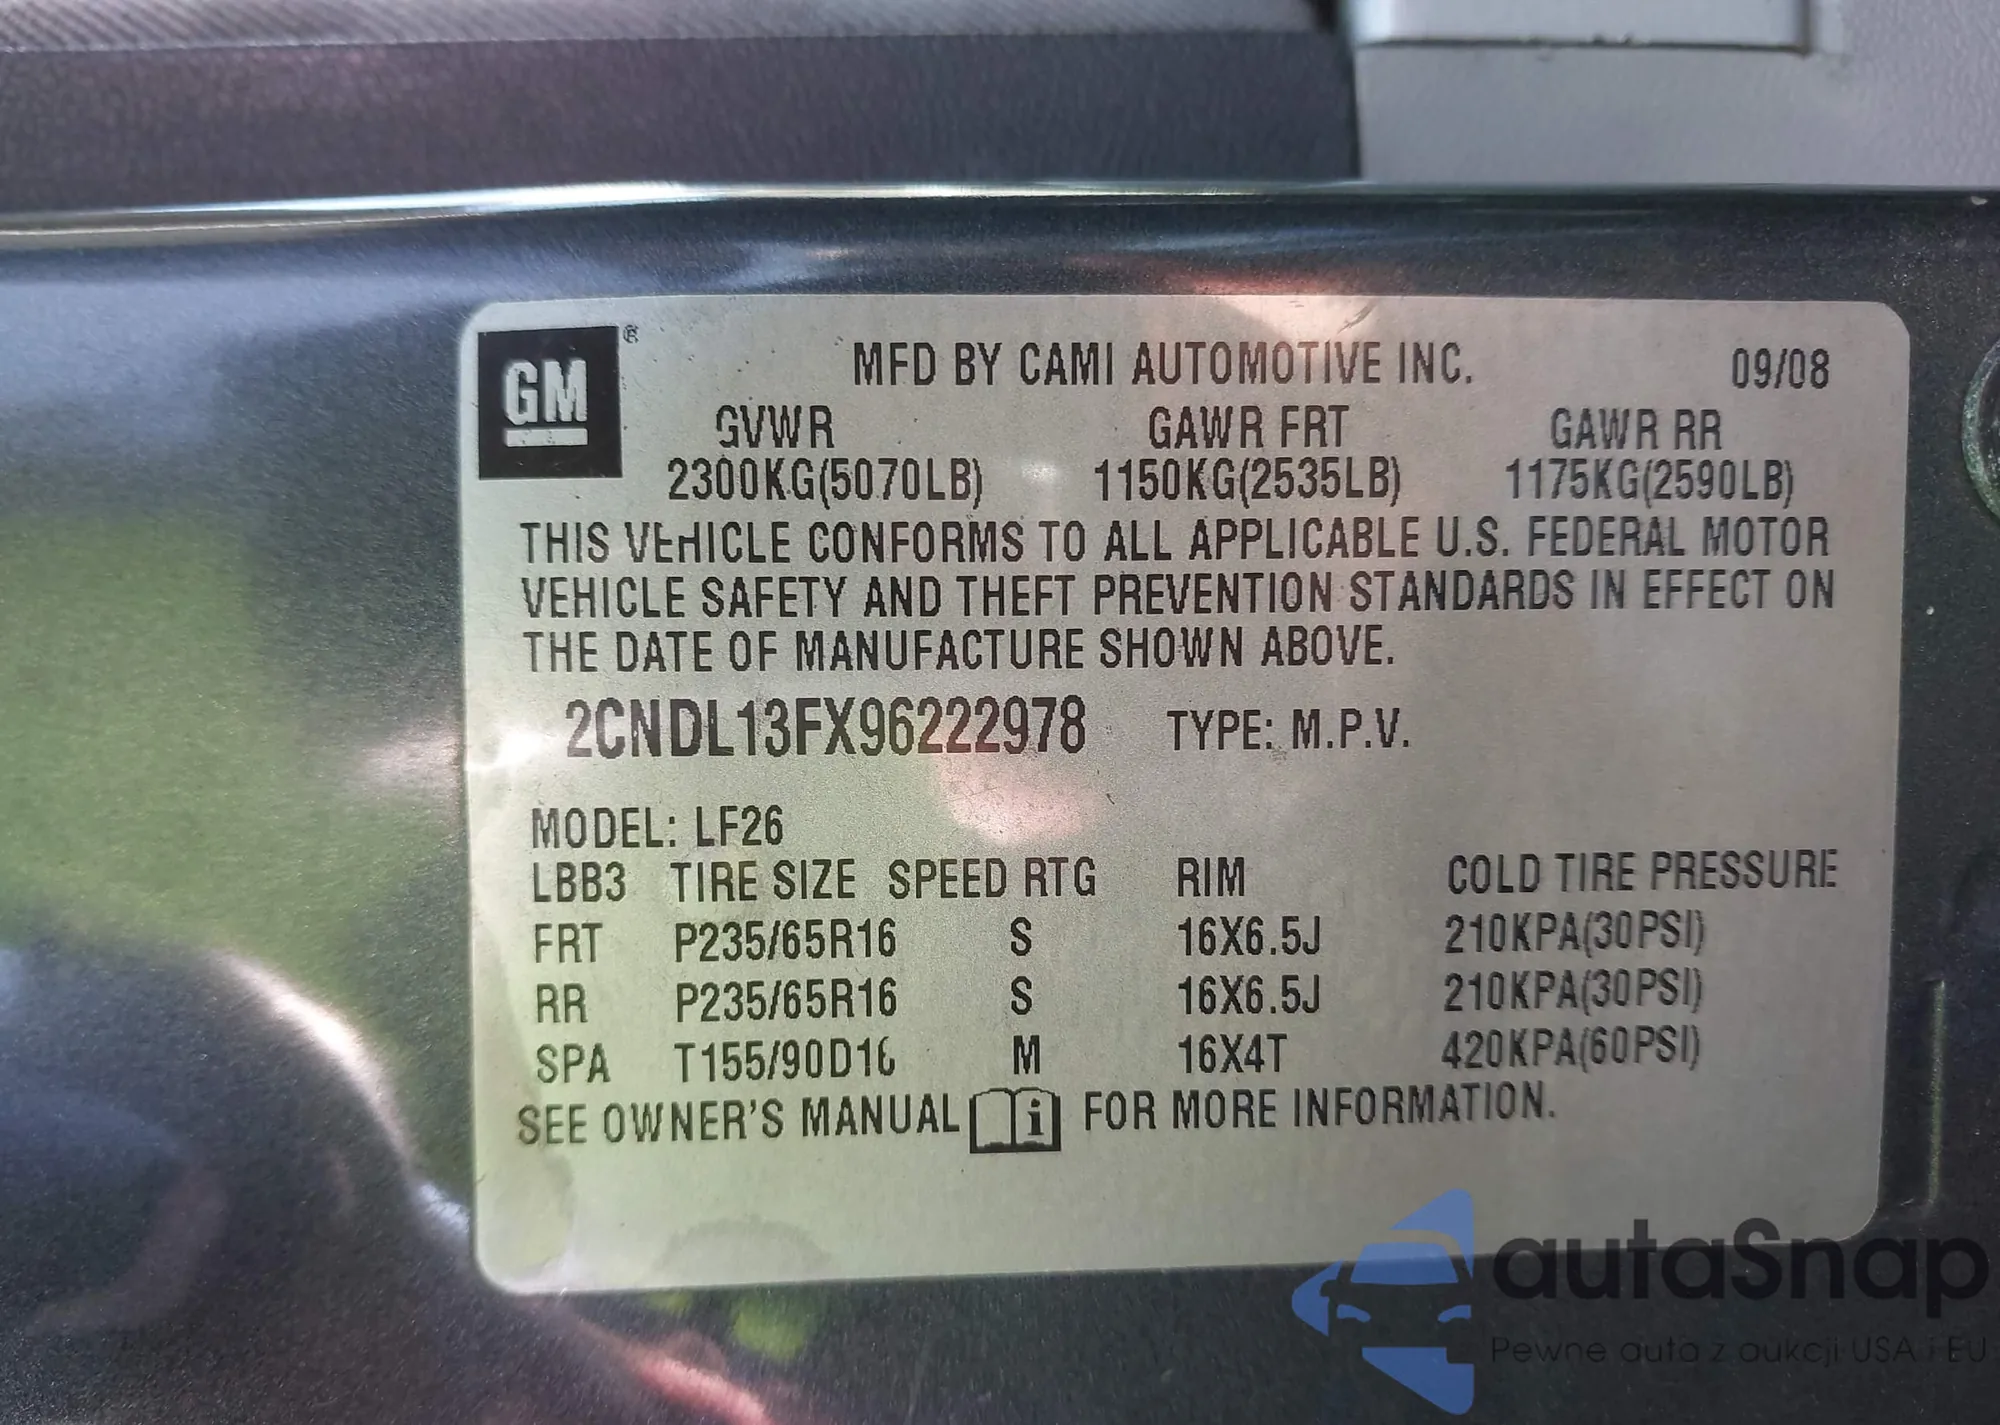 GM ®
MFD BY CAMI AUTOMOTIVE INC. 09/08
GVWR GAWR FRT GAWR RR
2300KG(5070LB) 1150KG(2535LB) 1175KG(2590LB)
THIS VEHICLE CONFORMS TO ALL APPLICABLE U.S. FEDERAL MOTOR
VEHICLE SAFETY AND THEFT PREVENTION STANDARDS IN EFFECT ON
THE DATE OF MANUFACTURE SHOWN ABOVE.
2CNDL13FX96222978 TYPE: M.P.V.
MODEL: LF26
LBB3 TIRE SIZE SPEED RTG RIM COLD TIRE PRESSURE
FRT P235/65R16 S 16X6.5J 210KPA(30PSI)
RR P235/65R16 S 16X6.5J 210KPA(30PSI)
SPA T155/90D16 M 16X4T 420KPA(60PSI)
SEE OWNER'S MANUAL i FOR MORE INFORMATION.
autaSnap
Pewne auta z aukcji USA i EU